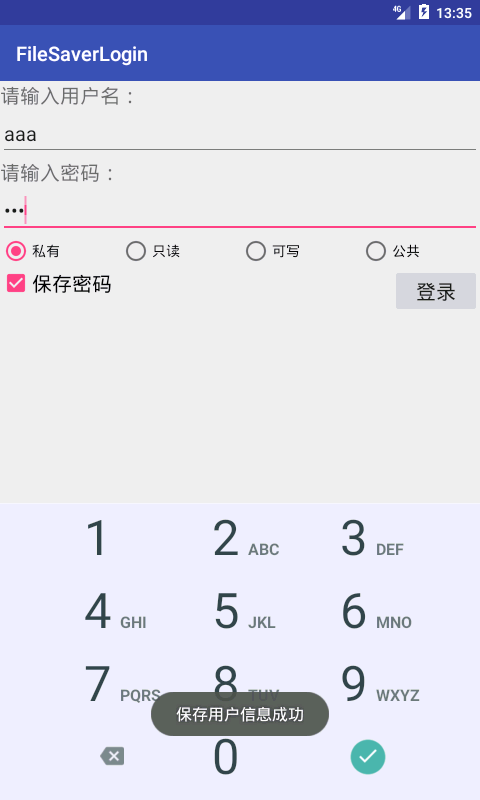 4G 13:35
FileSaverLogin
请输入用户名：
aaa
请输入密码：
•••
私有 只读 可写 公共
保存密码 登录
1 2 ABC 3 DEF
4 GHI 5 JKL 6 MNO
7 PQRS 8 TUV 9 WXYZ
保存用户信息成功
0